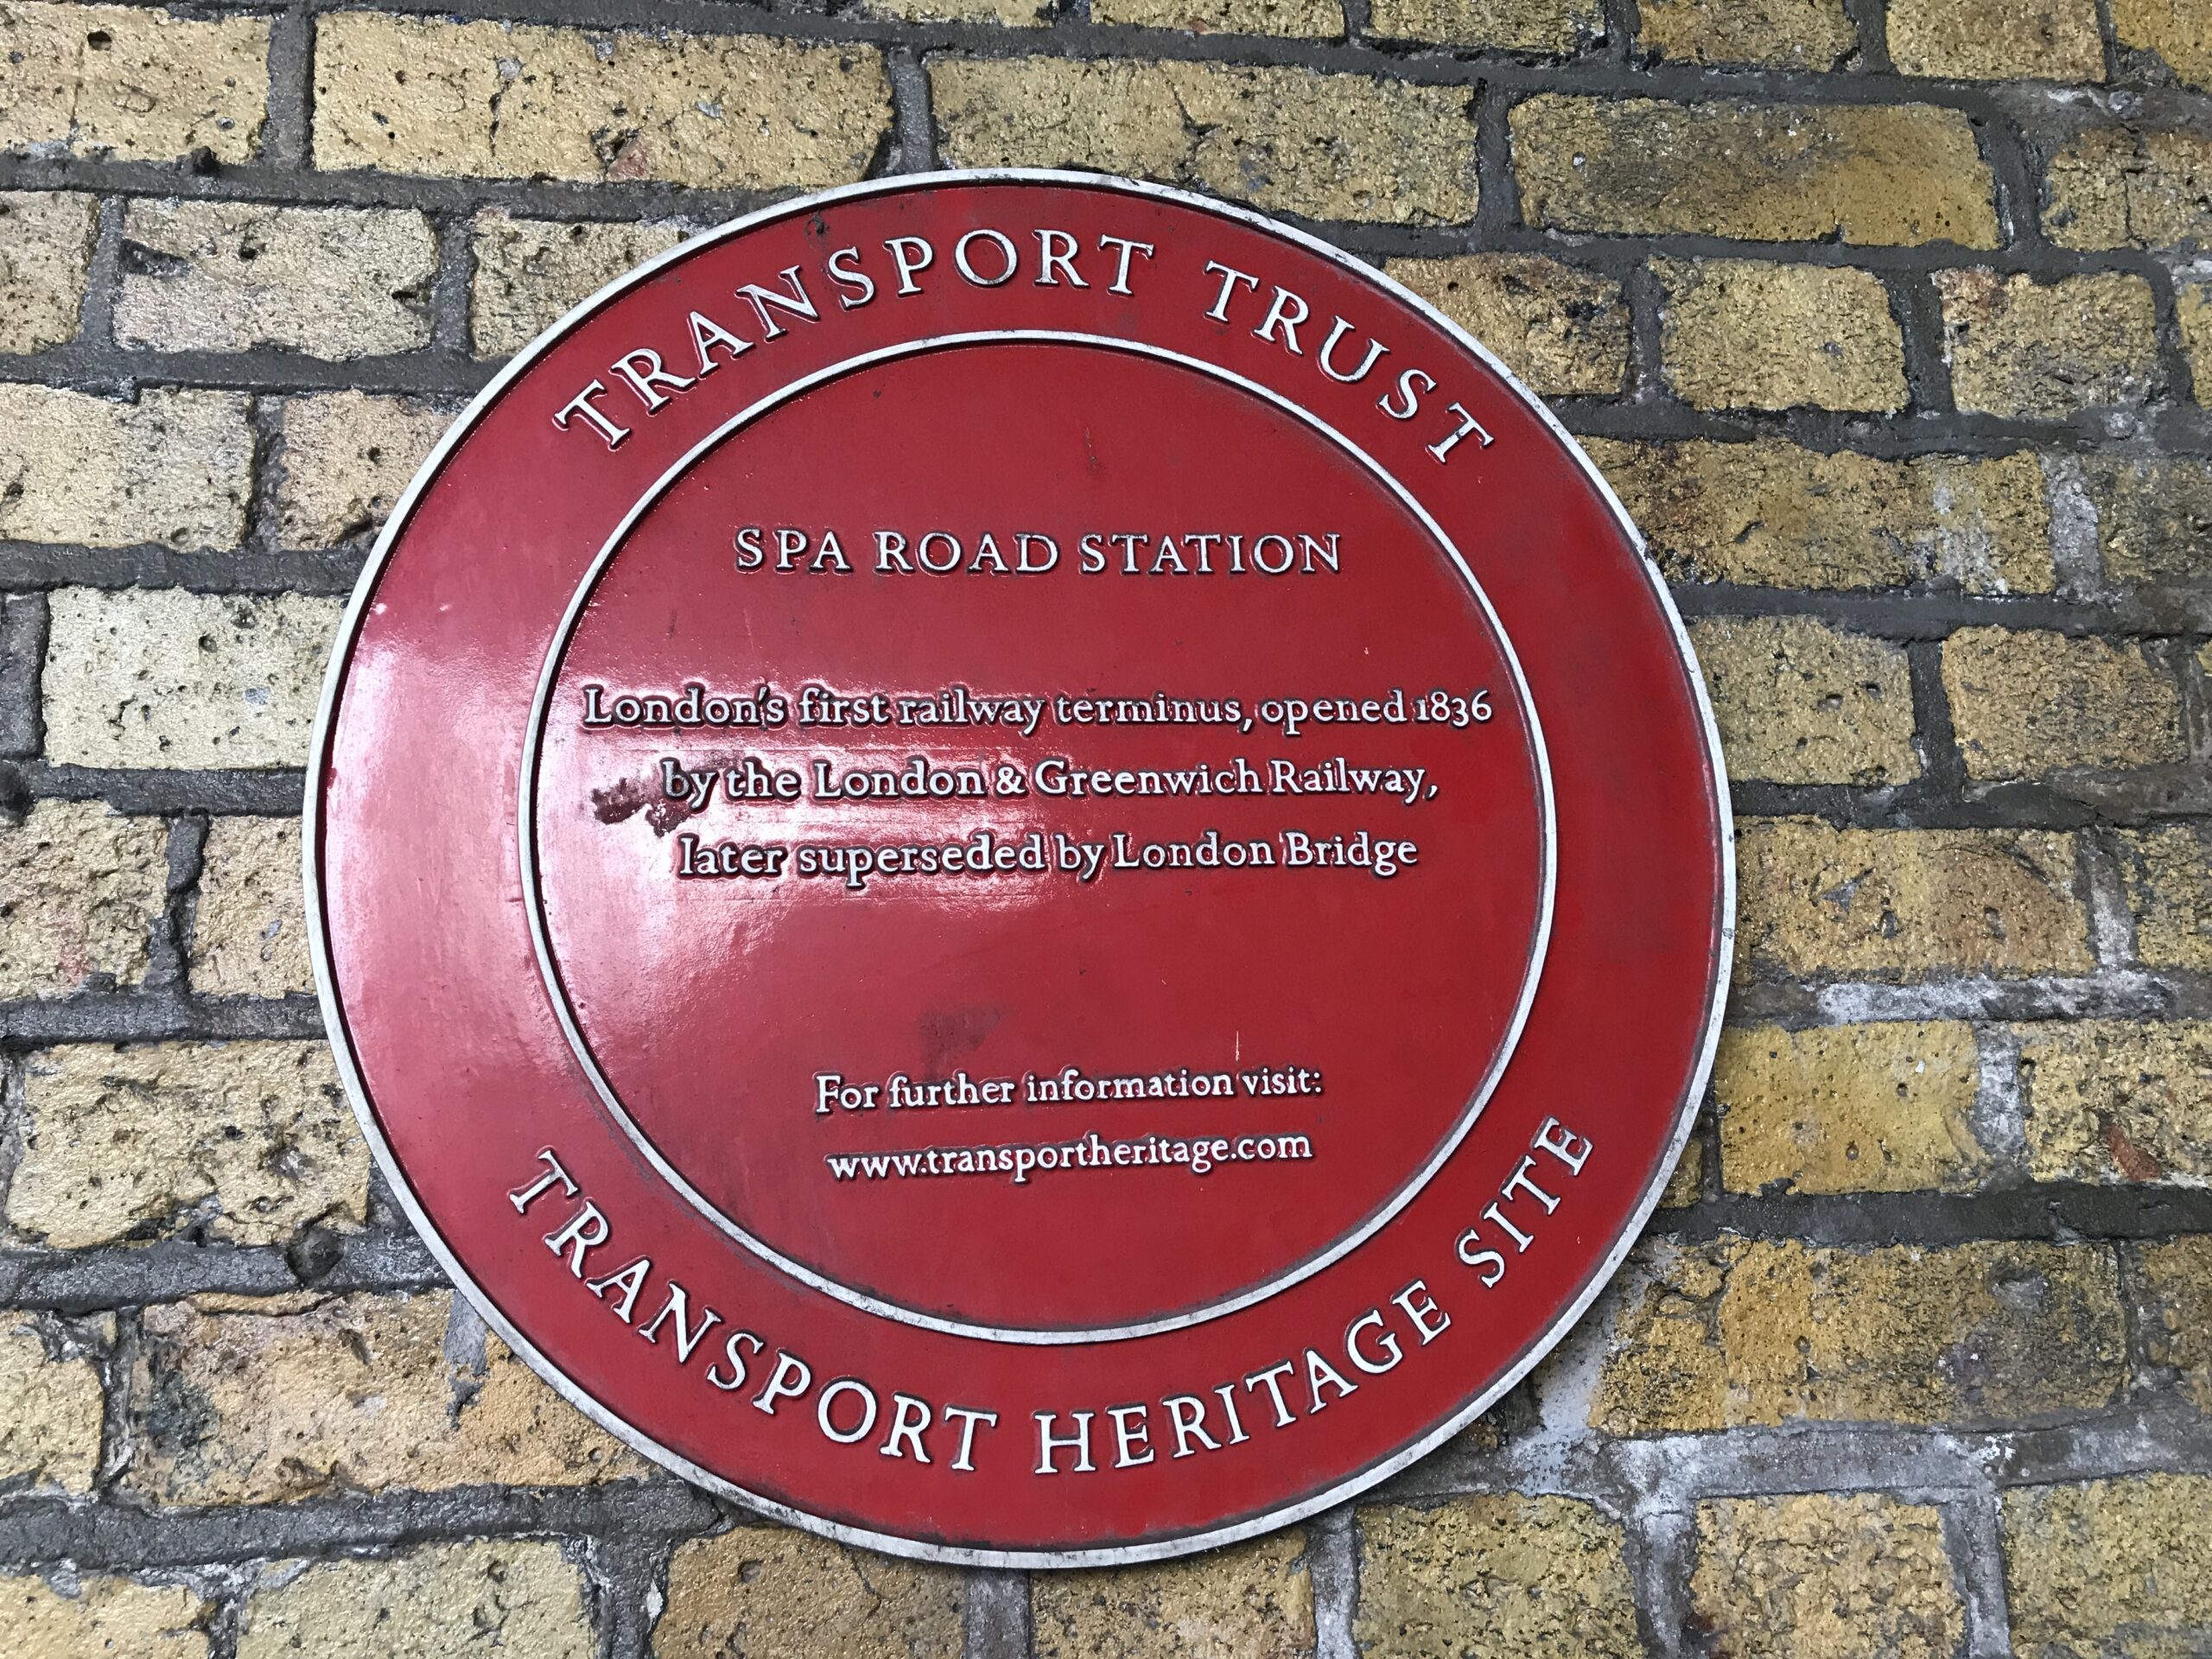 TRANSPORT TRUST
SPA ROAD STATION
London's first railway terminus, opened 1836
by the London & Greenwich Railway,
later superseded by London Bridge
For further information visit:
www.transportheritage.com
TRANSPORT HERITAGE SITE